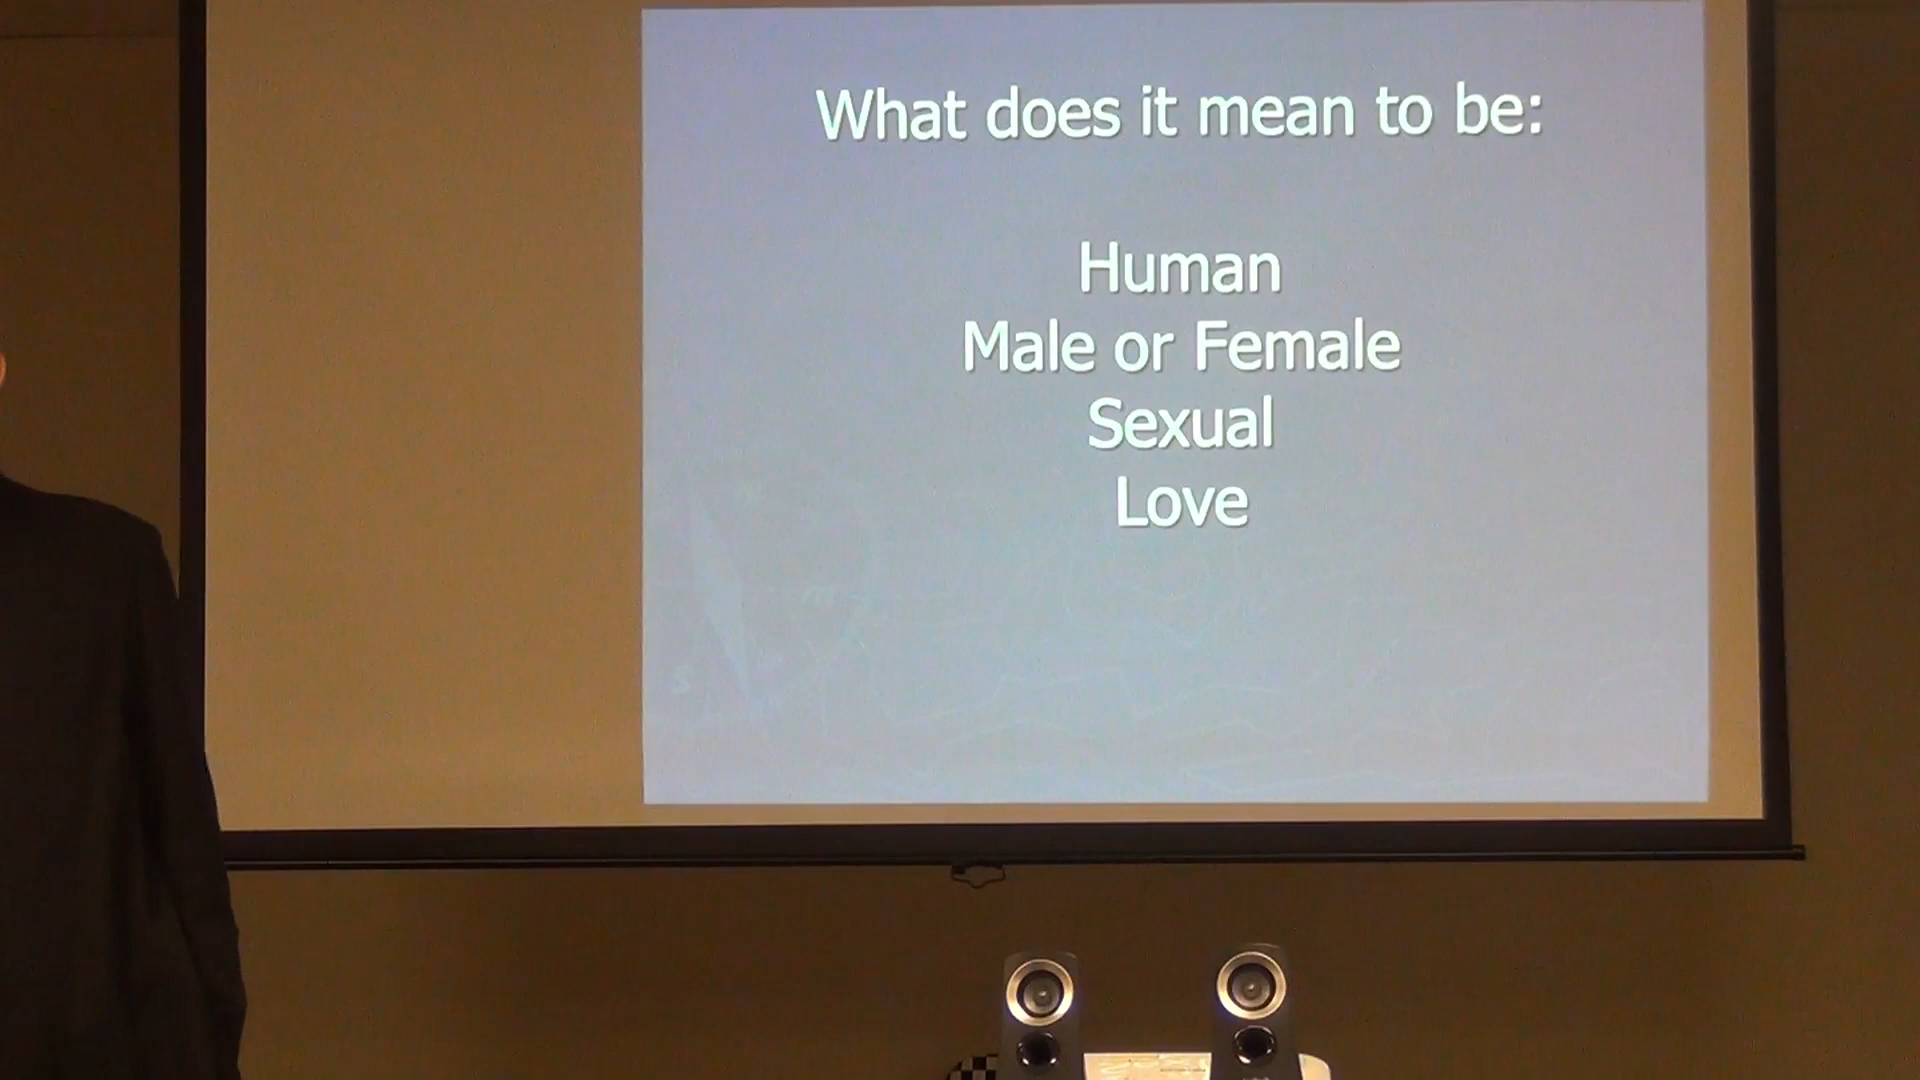 What does it mean to be:
Human
Male or Female
Sexual
Love
S